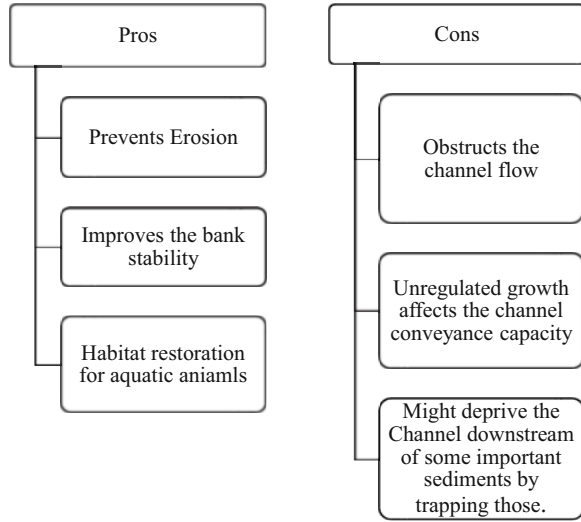 Pros
Prevents Erosion
Improves the bank
stability
Habitat restoration
for aquatic aniamls
Cons
Obstructs the
channel flow
Unregulated growth
affects the channel
conveyance capacity
Might deprive the
Channel downstream
of some important
sediments by
trapping those.